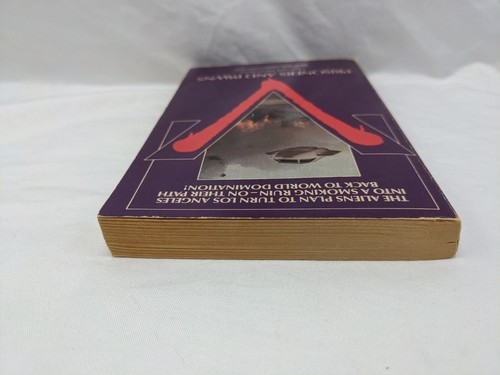 THE ALIENS PLAN TO TURN LOS ANGELES
INTO A SMOKING RUIN—ON THEIR PATH
BACK TO WORLD DOMINATION!
PRISONERS AND PAWNS